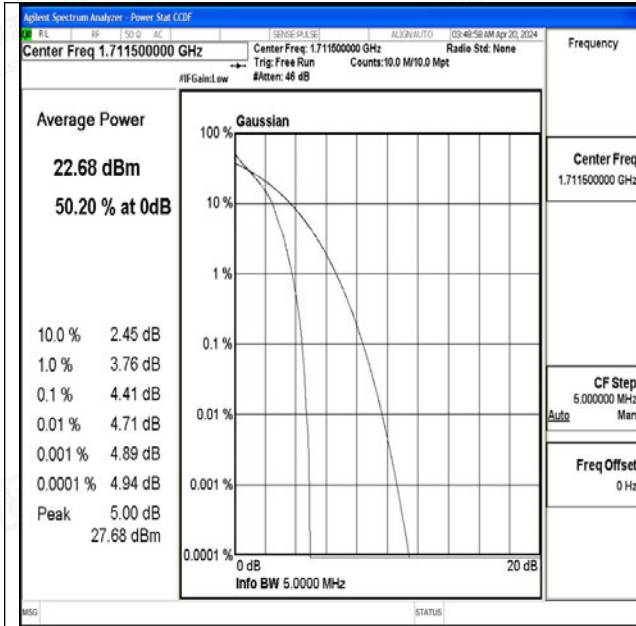 Agilent Spectrum Analyzer - Power Stat CCDF
RL RF 50 Ω AC SENSE:PULSE ALIGN AUTO 03:48:58 AM Apr 20, 2024
Center Freq 1.711500000 GHz
Center Freq: 1.711500000 GHz Radio Std: None
Trig: Free Run Counts:10.0 M/10.0 Mpt
#IFGain:Low #Atten: 46 dB
Frequency
Average Power
22.68 dBm
50.20 % at 0dB
10.0 % 2.45 dB
1.0 % 3.76 dB
0.1 % 4.41 dB
0.01 % 4.71 dB
0.001 % 4.89 dB
0.0001 % 4.94 dB
Peak 5.00 dB
27.68 dBm
Gaussian
100 %
10 %
1 %
0.1 %
0.01 %
0.001 %
0.0001 %
0 dB 20 dB
Info BW 5.0000 MHz
Center Freq
1.711500000 GHz
CF Step
5.000000 MHz
Auto Man
Freq Offset
0 Hz
MSG STATUS